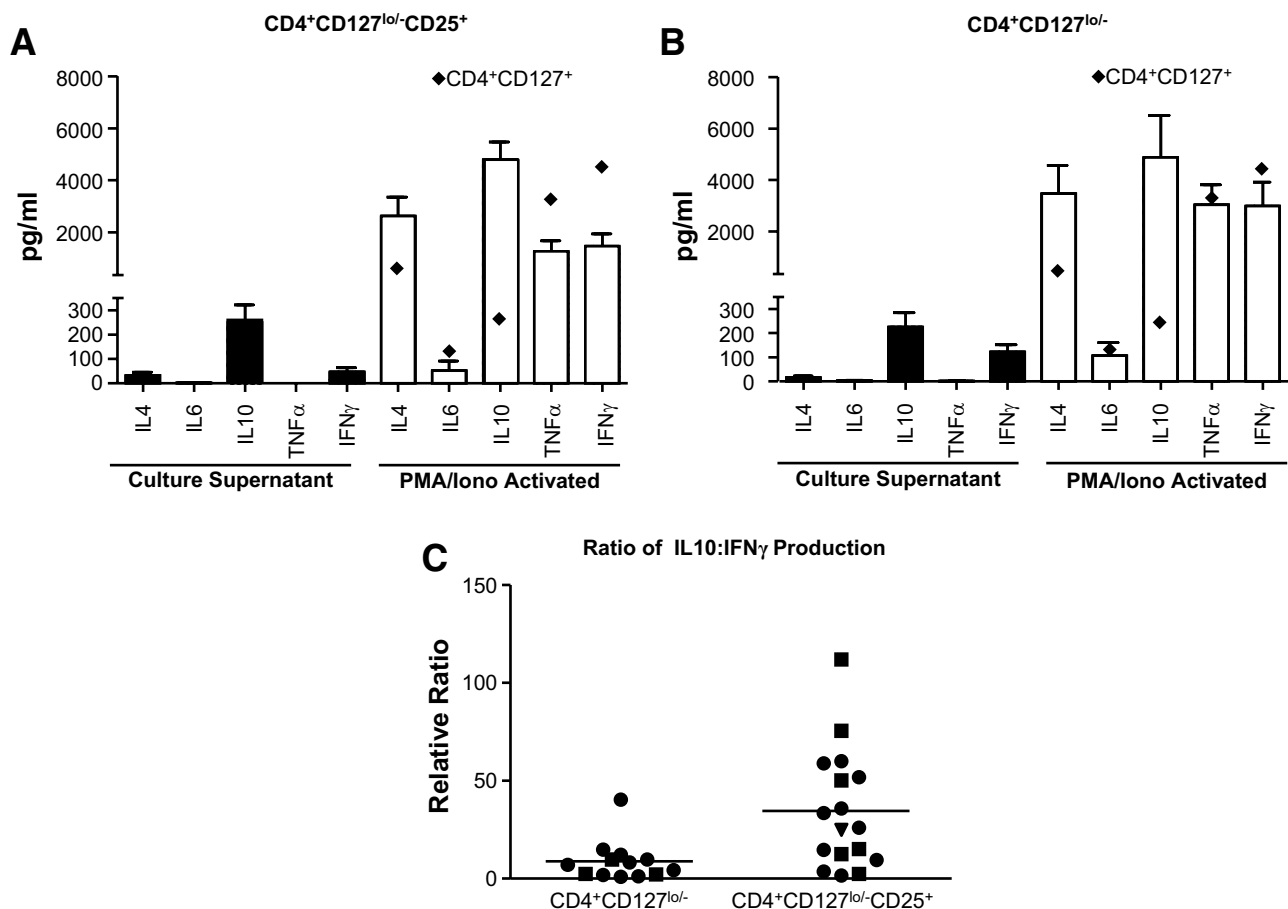 A
CD4+CD127lo/-CD25+
◆CD4+CD127+
pg/ml
8000
6000
4000
2000
300
200
100
0
IL4
IL6
IL10
TNFα
IFNγ
IL4
IL6
IL10
TNFα
IFNγ
Culture Supernatant
PMA/Iono Activated
B
CD4+CD127lo/-
◆CD4+CD127+
pg/ml
8000
6000
4000
2000
300
200
100
0
IL4
IL6
IL10
TNFα
IFNγ
IL4
IL6
IL10
TNFα
IFNγ
Culture Supernatant
PMA/Iono Activated
C
Ratio of IL10:IFNγ Production
Relative Ratio
150
100
50
0
CD4+CD127lo/-
CD4+CD127lo/-CD25+